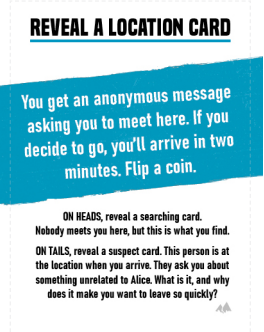 REVEAL A LOCATION CARD
You get an anonymous message
asking you to meet here. If you
decide to go, you'll arrive in two
minutes. Flip a coin.
ON HEADS, reveal a searching card.
Nobody meets you here, but this is what you find.
ON TAILS, reveal a suspect card. This person is at
the location when you arrive. They ask you about
something unrelated to Alice. What is it, and why
does it make you want to leave so quickly?